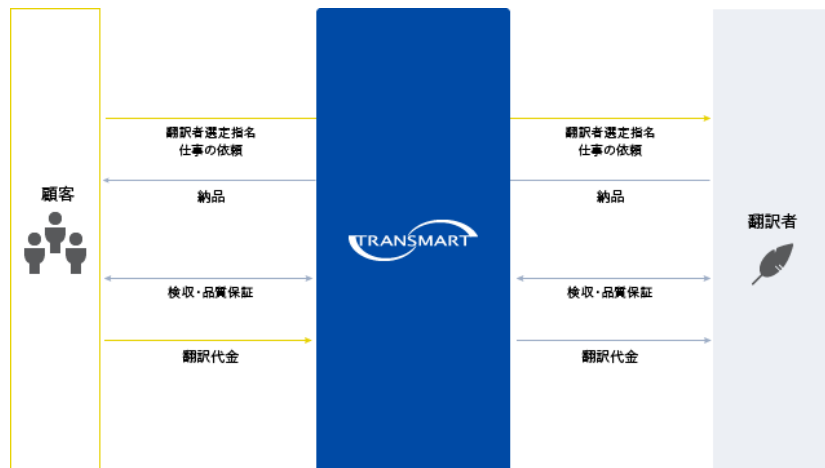 翻訳者選定指名
仕事の依頼
翻訳者選定指名
仕事の依頼
顧客
納品
納品
翻訳者
TRANSMART
検収・品質保証
検収・品質保証
翻訳代金
翻訳代金